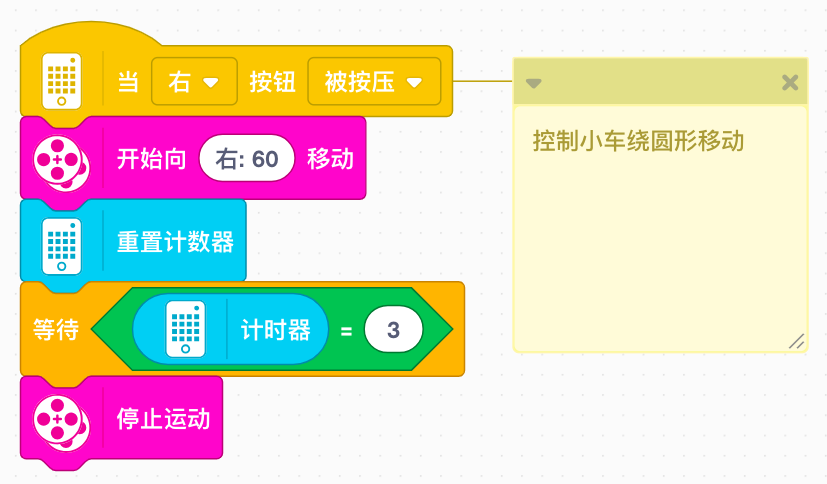 当 右 按钮 被按压
控制小车绕圆形移动
开始向 右: 60 移动
重置计数器
等待 计时器 = 3
停止运动